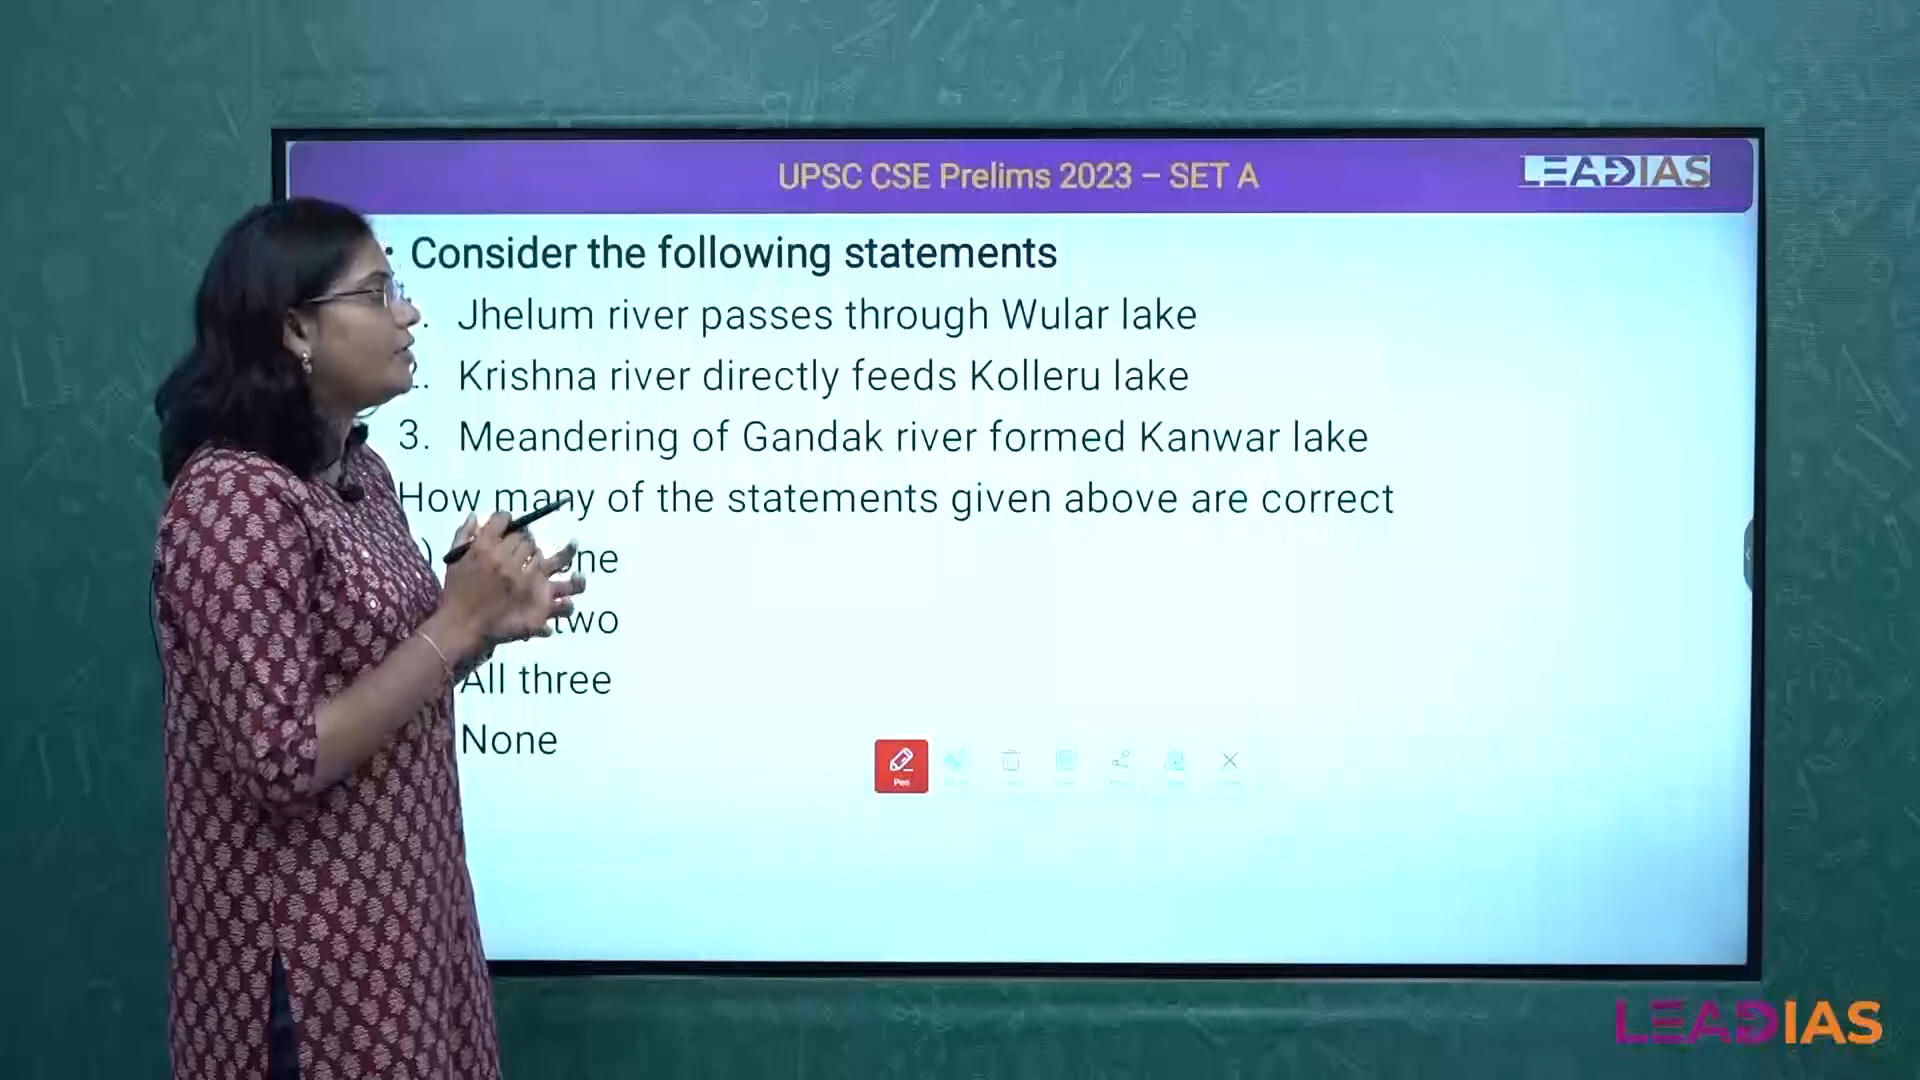 UPSC CSE Prelims 2023 – SET A
LEADIAS
Consider the following statements
Jhelum river passes through Wular lake
Krishna river directly feeds Kolleru lake
3. Meandering of Gandak river formed Kanwar lake
How many of the statements given above are correct
two
All three
None
Pen
LEADIAS